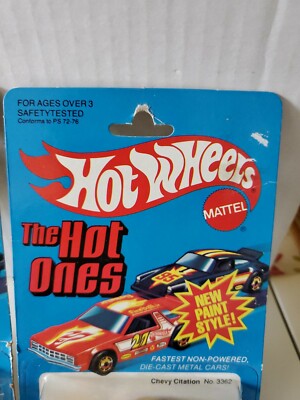 FOR AGES OVER 3
SAFETYTESTED
Conforms to PS 72-76
HOT WHEELS
MATTEL
The Hot
Ones
NEW
PAINT
STYLE!
FASTEST NON-POWERED,
DIE-CAST METAL CARS!
Chevy Citation No. 3362